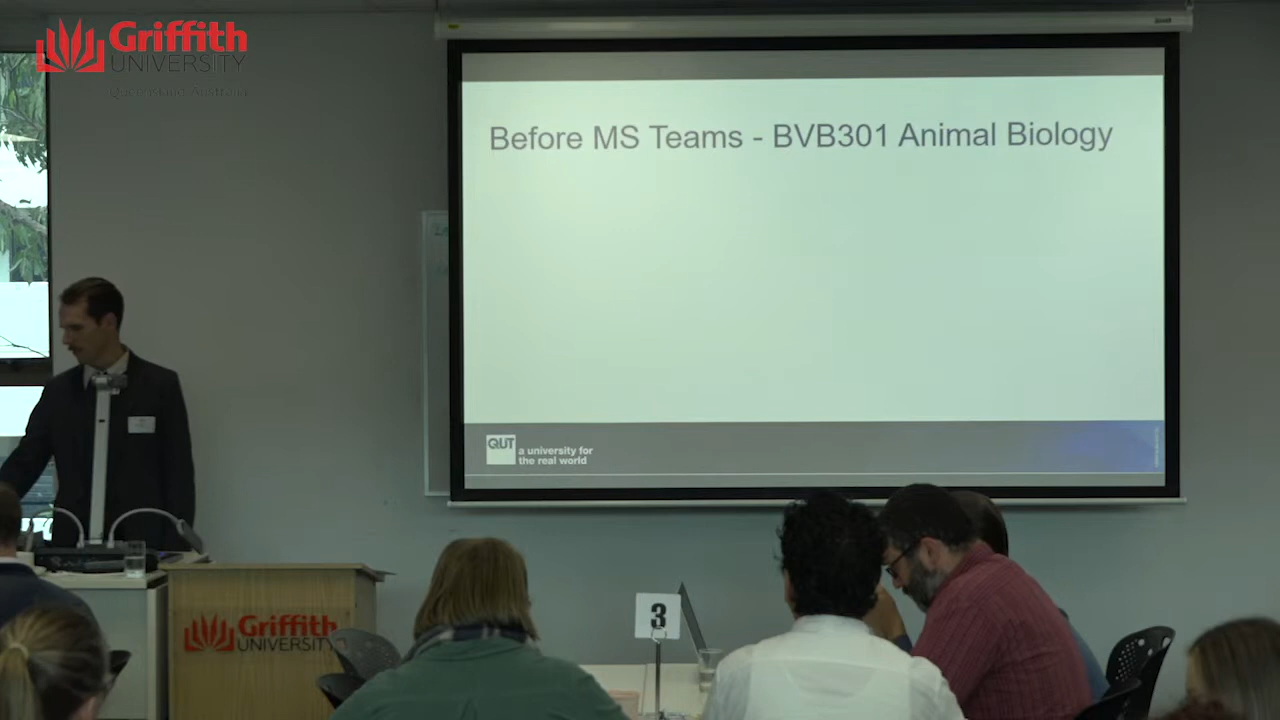 Griffith
UNIVERSITY
Queensland, Australia
Before MS Teams - BVB301 Animal Biology
QUT
a university for
the real world
3
Griffith
UNIVERSITY